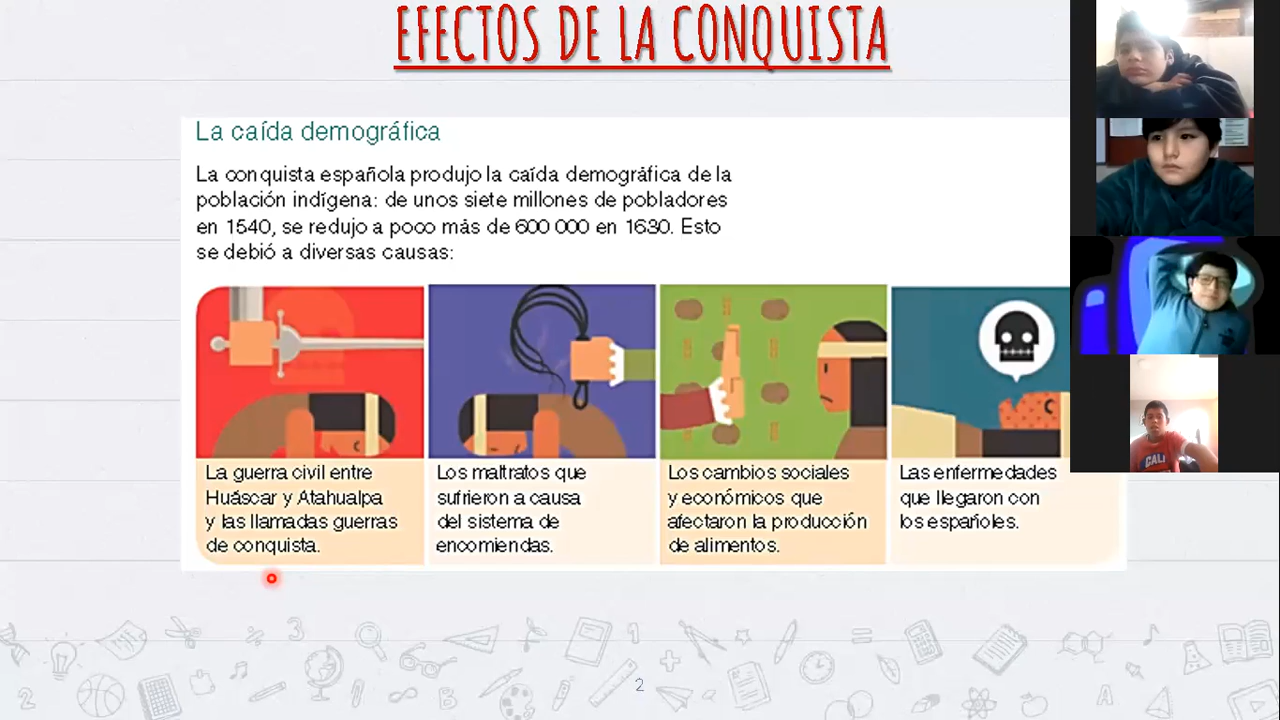 EFECTOS DE LA CONQUISTA
La caída demográfica
La conquista española produjo la caída demográfica de la
población indígena: de unos siete millones de pobladores
en 1540, se redujo a poco más de 600 000 en 1630. Esto
se debió a diversas causas:
La guerra civil entre
Huáscar y Atahualpa
y las llamadas guerras
de conquista.
Los maltratos que
sufrieron a causa
del sistema de
encomiendas.
Los cambios sociales
y económicos que
afectaron la producción
de alimentos.
Las enfermedades
que llegaron con
los españoles.
CALI
2